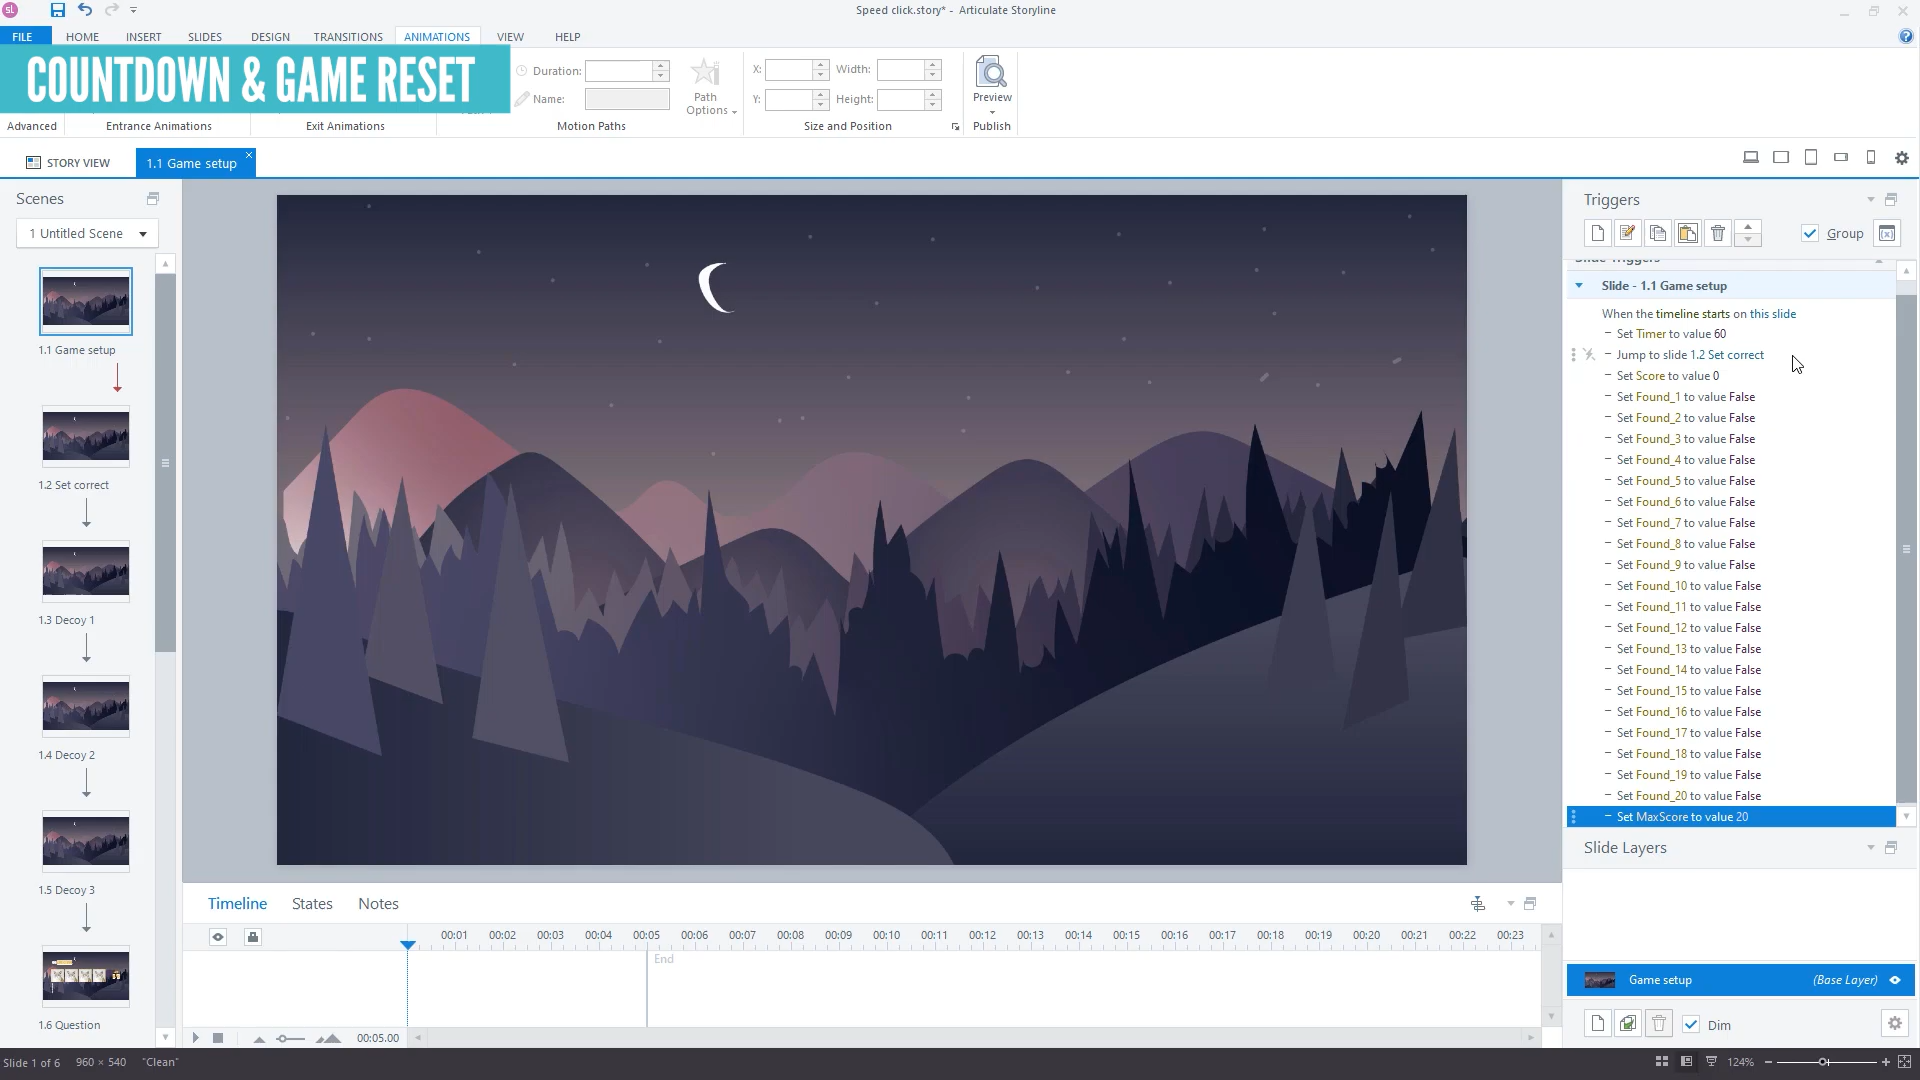 Speed click.story* - Articulate Storyline
FILE HOME INSERT SLIDES DESIGN TRANSITIONS ANIMATIONS VIEW HELP
COUNTDOWN & GAME RESET
Duration:
Name:
Path
Options
X: Width:
Y: Height:
Preview
Advanced Entrance Animations Exit Animations Motion Paths Size and Position Publish
STORY VIEW 1.1 Game setup
Scenes
1 Untitled Scene
1.1 Game setup
1.2 Set correct
1.3 Decoy 1
1.4 Decoy 2
1.5 Decoy 3
1.6 Question
Triggers
Group
Slide Triggers
Slide - 1.1 Game setup
When the timeline starts on this slide
- Set Timer to value 60
- Jump to slide 1.2 Set correct
- Set Score to value 0
- Set Found_1 to value False
- Set Found_2 to value False
- Set Found_3 to value False
- Set Found_4 to value False
- Set Found_5 to value False
- Set Found_6 to value False
- Set Found_7 to value False
- Set Found_8 to value False
- Set Found_9 to value False
- Set Found_10 to value False
- Set Found_11 to value False
- Set Found_12 to value False
- Set Found_13 to value False
- Set Found_14 to value False
- Set Found_15 to value False
- Set Found_16 to value False
- Set Found_17 to value False
- Set Found_18 to value False
- Set Found_19 to value False
- Set Found_20 to value False
- Set MaxScore to value 20
Slide Layers
Game setup (Base Layer)
Dim
Timeline States Notes
00:01 00:02 00:03 00:04 00:05 00:06 00:07 00:08 00:09 00:10 00:11 00:12 00:13 00:14 00:15 00:16 00:17 00:18 00:19 00:20 00:21 00:22 00:23
End
00:05.00
Slide 1 of 6 960 × 540 "Clean" 124%